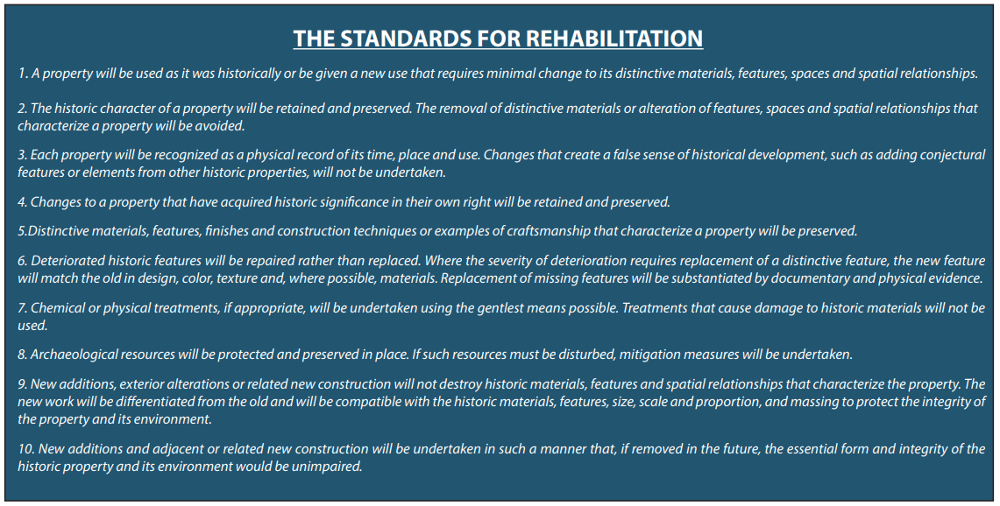 THE STANDARDS FOR REHABILITATION
1. A property will be used as it was historically or be given a new use that requires minimal change to its distinctive materials, features, spaces and spatial relationships.
2. The historic character of a property will be retained and preserved. The removal of distinctive materials or alteration of features, spaces and spatial relationships that
characterize a property will be avoided.
3. Each property will be recognized as a physical record of its time, place and use. Changes that create a false sense of historical development, such as adding conjectural
features or elements from other historic properties, will not be undertaken.
4. Changes to a property that have acquired historic significance in their own right will be retained and preserved.
5.Distinctive materials, features, finishes and construction techniques or examples of craftsmanship that characterize a property will be preserved.
6. Deteriorated historic features will be repaired rather than replaced. Where the severity of deterioration requires replacement of a distinctive feature, the new feature
will match the old in design, color, texture and, where possible, materials. Replacement of missing features will be substantiated by documentary and physical evidence.
7. Chemical or physical treatments, if appropriate, will be undertaken using the gentlest means possible. Treatments that cause damage to historic materials will not be
used.
8. Archaeological resources will be protected and preserved in place. If such resources must be disturbed, mitigation measures will be undertaken.
9. New additions, exterior alterations or related new construction will not destroy historic materials, features and spatial relationships that characterize the property. The
new work will be differentiated from the old and will be compatible with the historic materials, features, size, scale and proportion, and massing to protect the integrity of
the property and its environment.
10. New additions and adjacent or related new construction will be undertaken in such a manner that, if removed in the future, the essential form and integrity of the
historic property and its environment would be unimpaired.